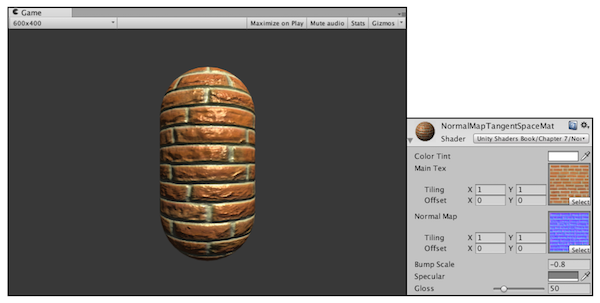 Game
600x400
Maximize on Play Mute audio Stats Gizmos
NormalMapTangentSpaceMat
Shader Unity Shaders Book/Chapter 7/Nor
Color Tint
Main Tex
Tiling X 1 Y 1
Offset X 0 Y 0
Select
Normal Map
Tiling X 1 Y 1
Offset X 0 Y 0
Select
Bump Scale -0.8
Specular
Gloss 50